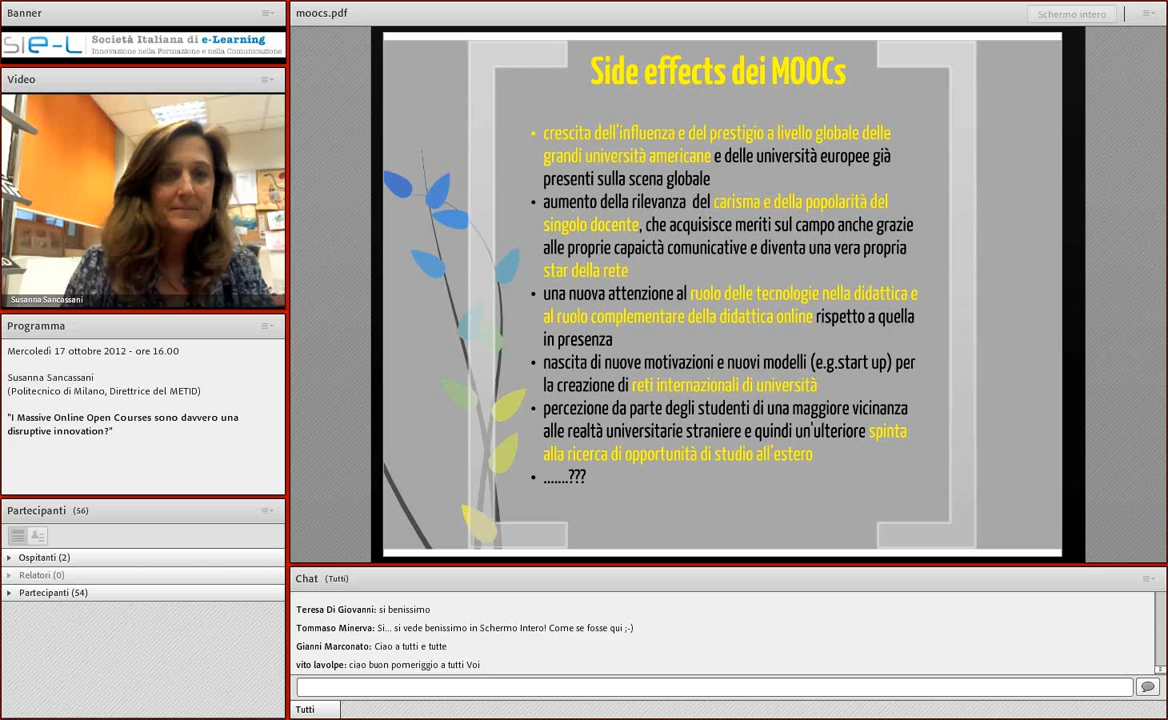 Banner
sie-L Società Italiana di e-Learning
Innovazione nella Formazione e nella Comunicazione
Video
Susanna Sancassani
Programma
Mercoledì 17 ottobre 2012 - ore 16.00
Susanna Sancassani
(Politecnico di Milano, Direttrice del METID)
"I Massive Online Open Courses sono davvero una
disruptive innovation?"
Partecipanti (56)
Ospitanti (2)
Relatori (0)
Partecipanti (54)
moocs.pdf
Schermo intero
Side effects dei MOOCs
• crescita dell'influenza e del prestigio a livello globale delle
grandi università americane e delle università europee già
presenti sulla scena globale
• aumento della rilevanza del carisma e della popolarità del
singolo docente, che acquisisce meriti sul campo anche grazie
alle proprie capaictà comunicative e diventa una vera propria
star della rete
• una nuova attenzione al ruolo delle tecnologie nella didattica e
al ruolo complementare della didattica online rispetto a quella
in presenza
• nascita di nuove motivazioni e nuovi modelli (e.g.start up) per
la creazione di reti internazionali di università
• percezione da parte degli studenti di una maggiore vicinanza
alle realtà universitarie straniere e quindi un'ulteriore spinta
alla ricerca di opportunità di studio all'estero
• .......???
Chat (Tutti)
Teresa Di Giovanni: si benissimo
Tommaso Minerva: Si... si vede benissimo in Schermo Intero! Come se fosse qui ;-)
Gianni Marconato: Ciao a tutti e tutte
vito lavolpe: ciao buon pomeriggio a tutti Voi
Tutti